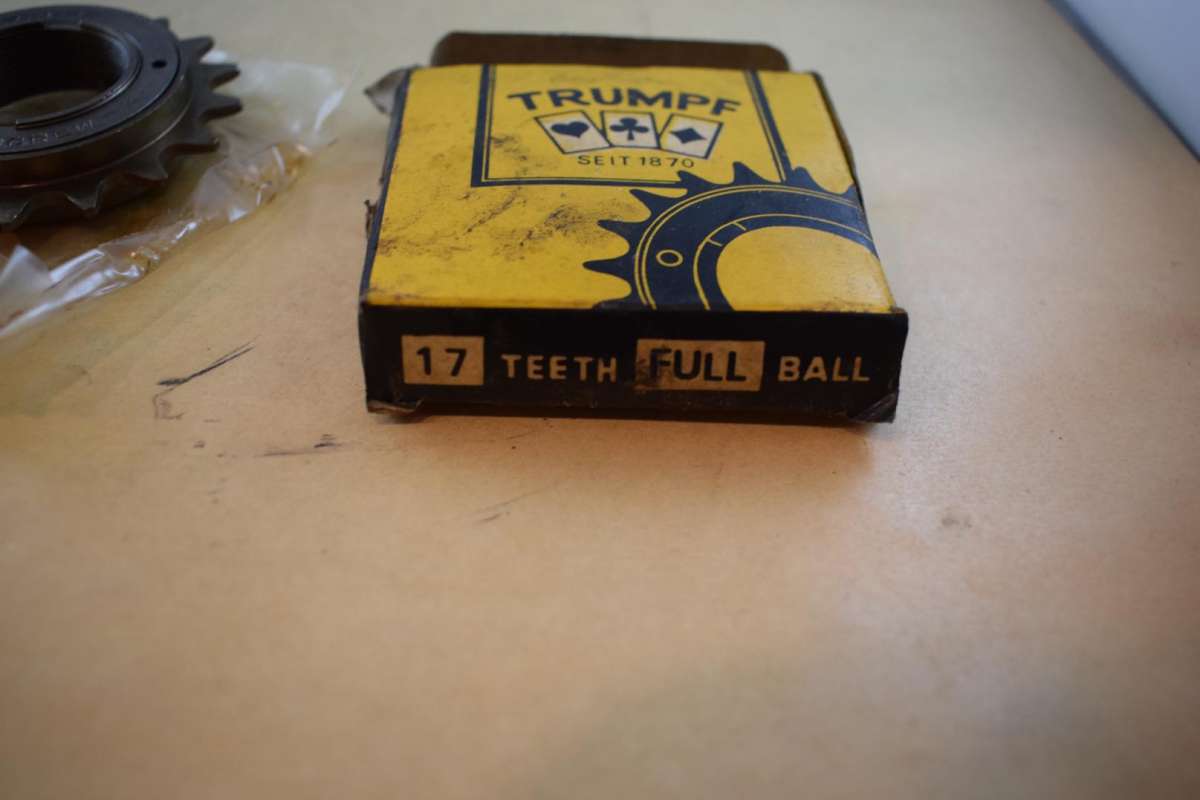 TRUMPF
SEIT 1870
17 TEETH FULL BALL